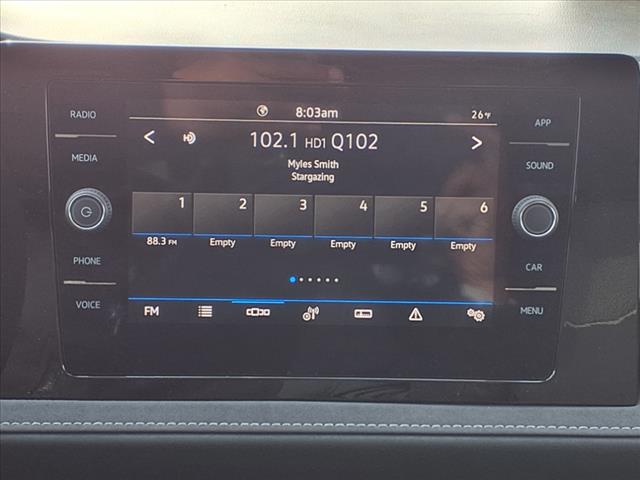 RADIO
MEDIA
PHONE
VOICE
8:03am
26°F
102.1 HD1 Q102
Myles Smith
Stargazing
1 2 3 4 5 6
88.3 FM Empty Empty Empty Empty Empty
FM
APP
SOUND
CAR
MENU